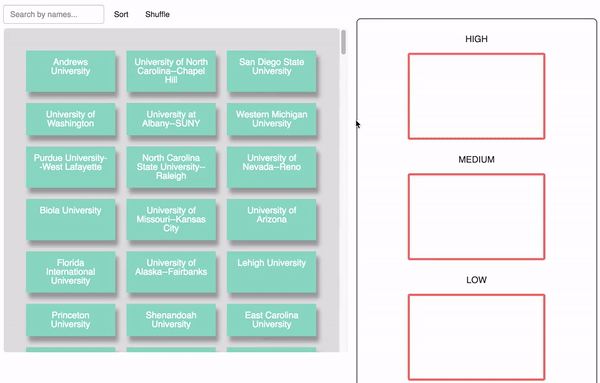 Search by names...
Sort
Shuffle
Andrews
University
University of North
Carolina--Chapel
Hill
San Diego State
University
University of
Washington
University at
Albany--SUNY
Western Michigan
University
Purdue University-
-West Lafayette
North Carolina
State University--
Raleigh
University of
Nevada--Reno
Biola University
University of
Missouri--Kansas
City
University of
Arizona
Florida
International
University
University of
Alaska--Fairbanks
Lehigh University
Princeton
University
Shenandoah
University
East Carolina
University
HIGH
MEDIUM
LOW